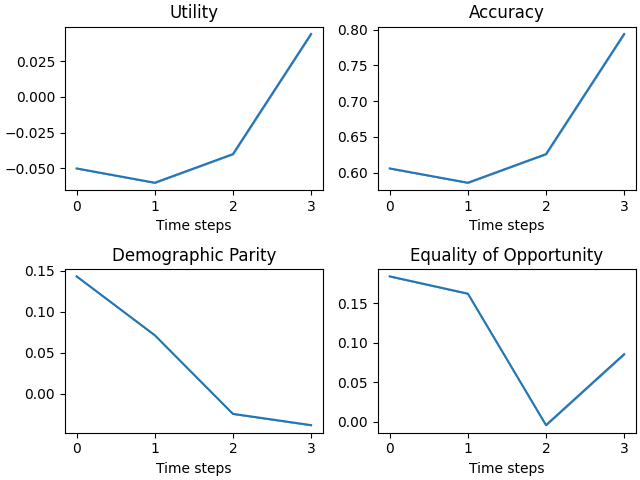 Utility
Accuracy
0.025
0.000
−0.025
−0.050
0 1 2 3
Time steps
0.80
0.75
0.70
0.65
0.60
0 1 2 3
Time steps
Demographic Parity
Equality of Opportunity
0.15
0.10
0.05
0.00
0 1 2 3
Time steps
0.15
0.10
0.05
0.00
0 1 2 3
Time steps